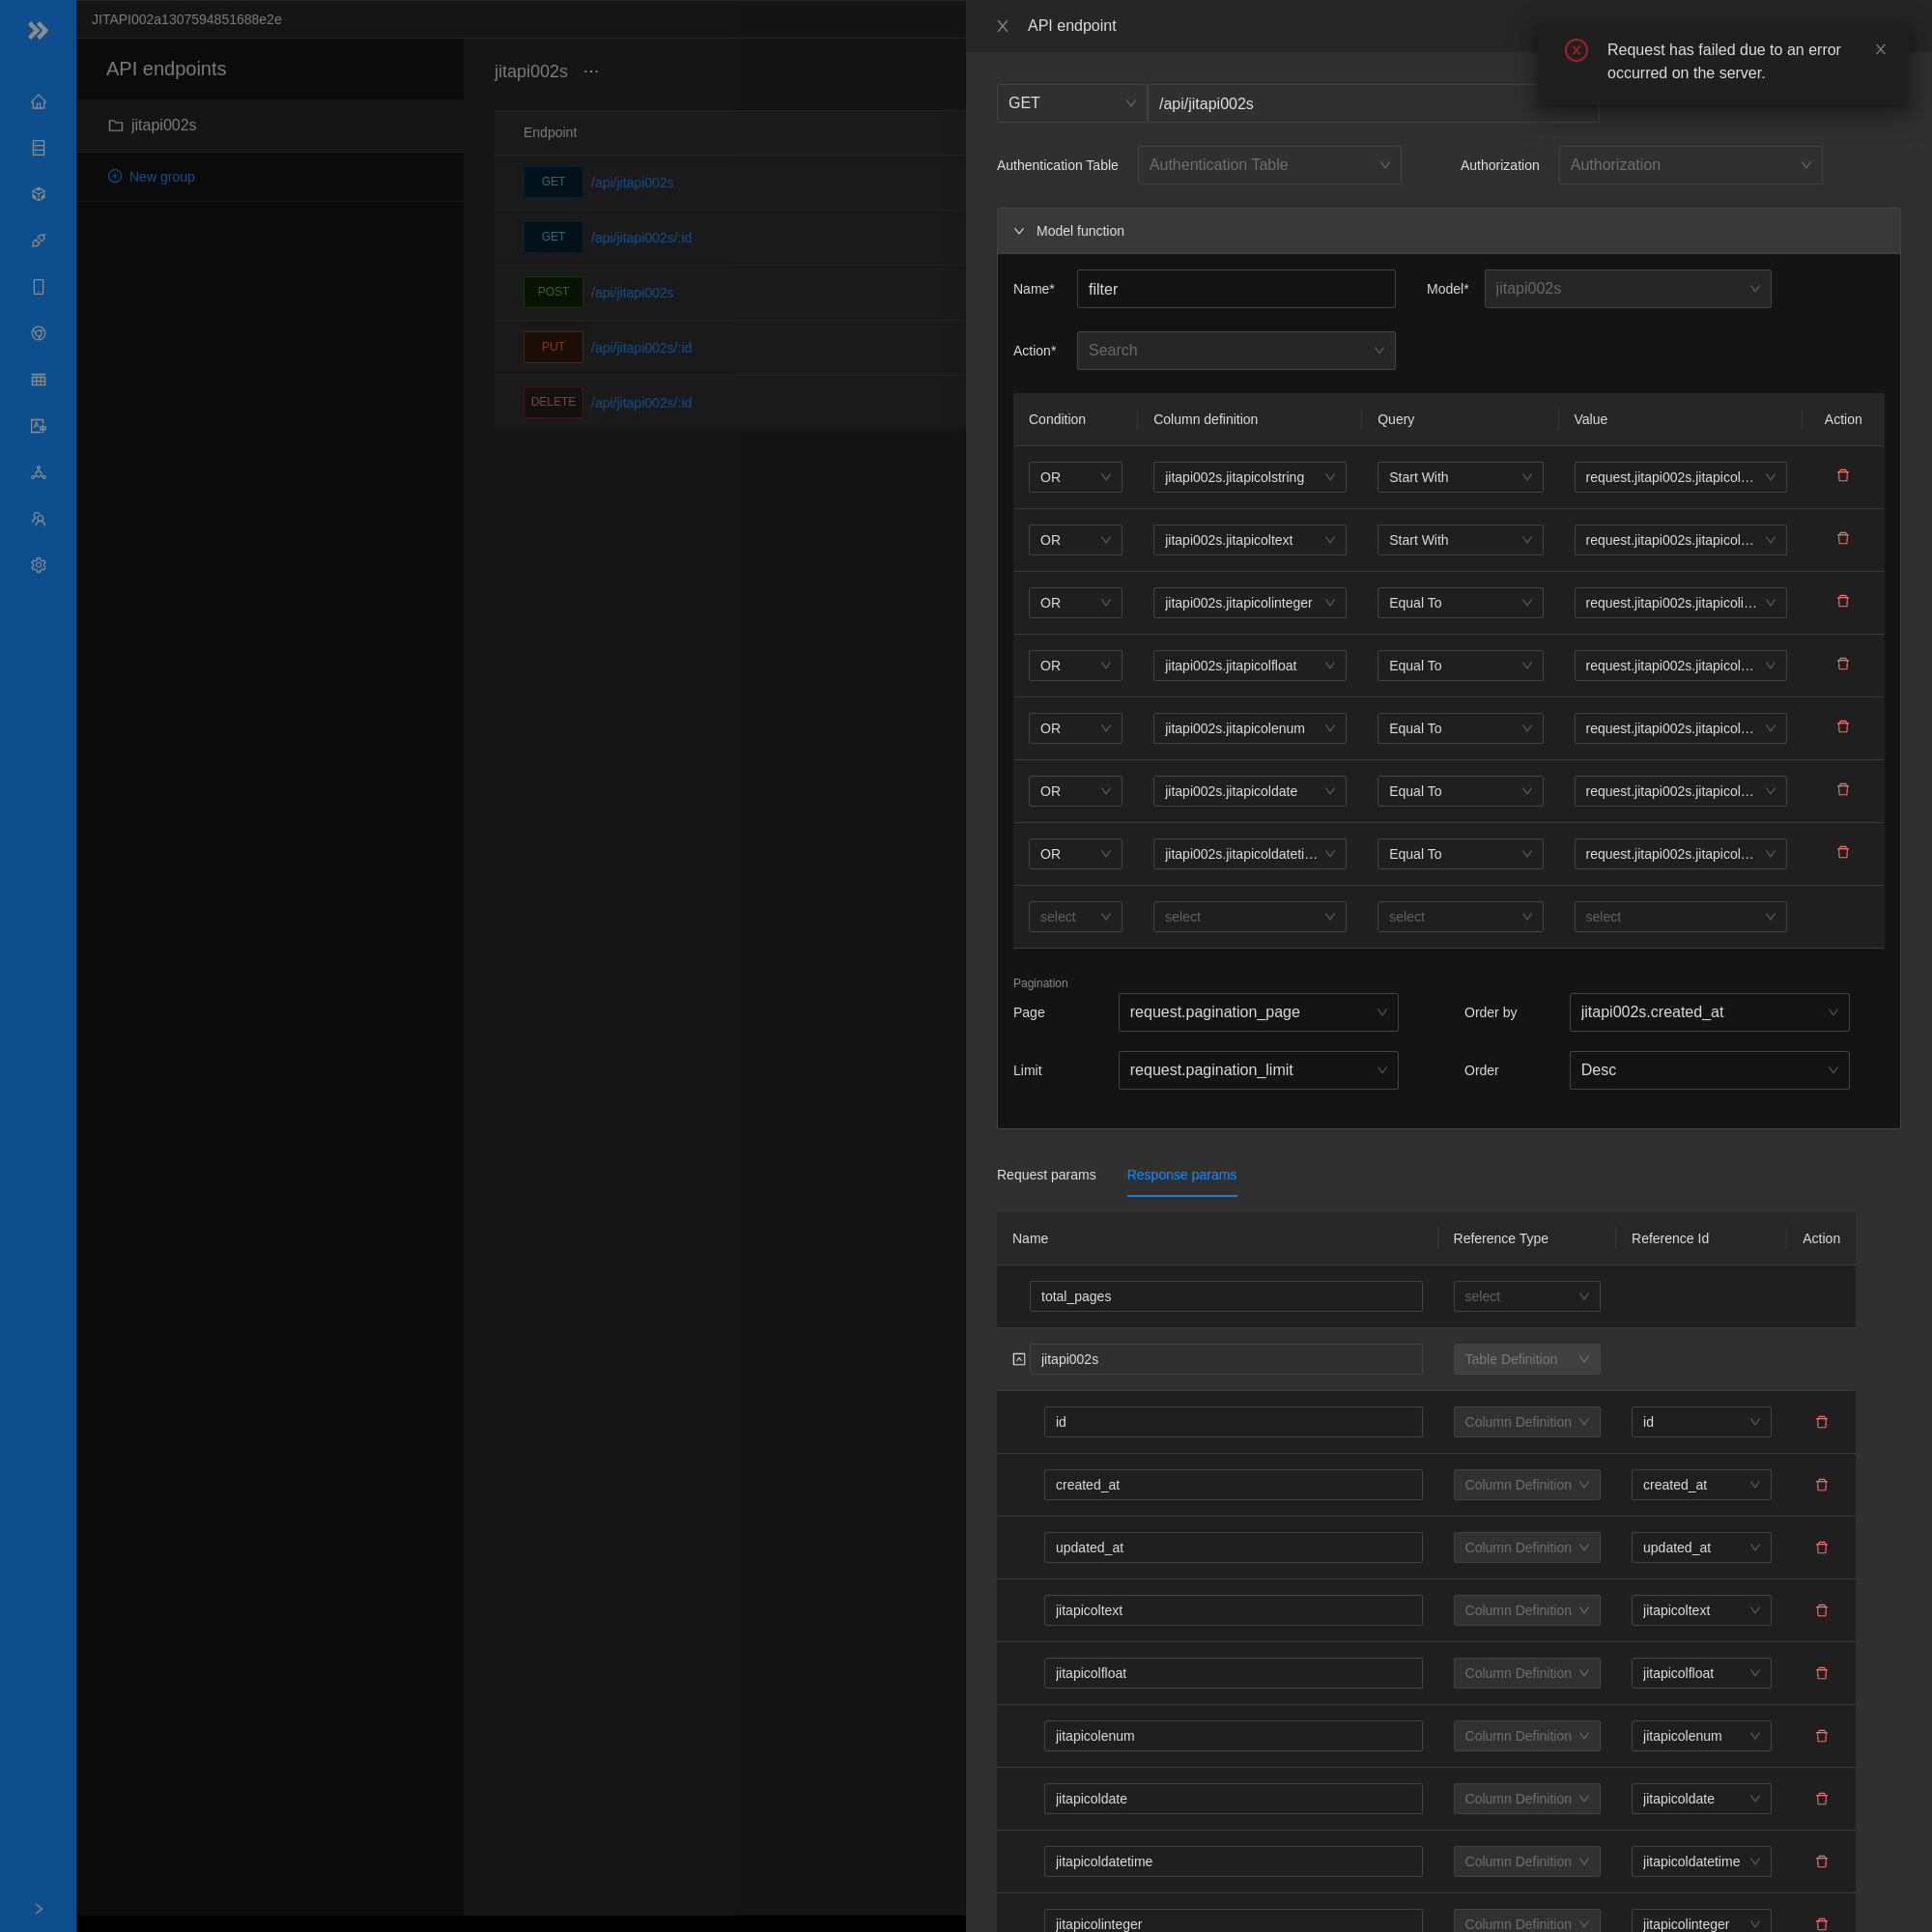 JITAPI002a1307594851688e2e
API endpoints
jitapi002s
New group
jitapi002s ···
Endpoint
GET /api/jitapi002s
GET /api/jitapi002s/:id
POST /api/jitapi002s
PUT /api/jitapi002s/:id
DELETE /api/jitapi002s/:id
API endpoint
Request has failed due to an error
occurred on the server.
GET /api/jitapi002s
Authentication Table Authentication Table Authorization Authorization
Model function
Name* filter Model* jitapi002s
Action* Search
Condition Column definition Query Value Action
OR jitapi002s.jitapicolstring Start With request.jitapi002s.jitapicol...
OR jitapi002s.jitapicoltext Start With request.jitapi002s.jitapicol...
OR jitapi002s.jitapicolinteger Equal To request.jitapi002s.jitapicoli...
OR jitapi002s.jitapicolfloat Equal To request.jitapi002s.jitapicol...
OR jitapi002s.jitapicolenum Equal To request.jitapi002s.jitapicol...
OR jitapi002s.jitapicoldate Equal To request.jitapi002s.jitapicol...
OR jitapi002s.jitapicoldateti... Equal To request.jitapi002s.jitapicol...
select select select select
Pagination
Page request.pagination_page Order by jitapi002s.created_at
Limit request.pagination_limit Order Desc
Request params Response params
Name Reference Type Reference Id Action
total_pages select
jitapi002s Table Definition
id Column Definition id
created_at Column Definition created_at
updated_at Column Definition updated_at
jitapicoltext Column Definition jitapicoltext
jitapicolfloat Column Definition jitapicolfloat
jitapicolenum Column Definition jitapicolenum
jitapicoldate Column Definition jitapicoldate
jitapicoldatetime Column Definition jitapicoldatetime
jitapicolinteger Column Definition jitapicolinteger